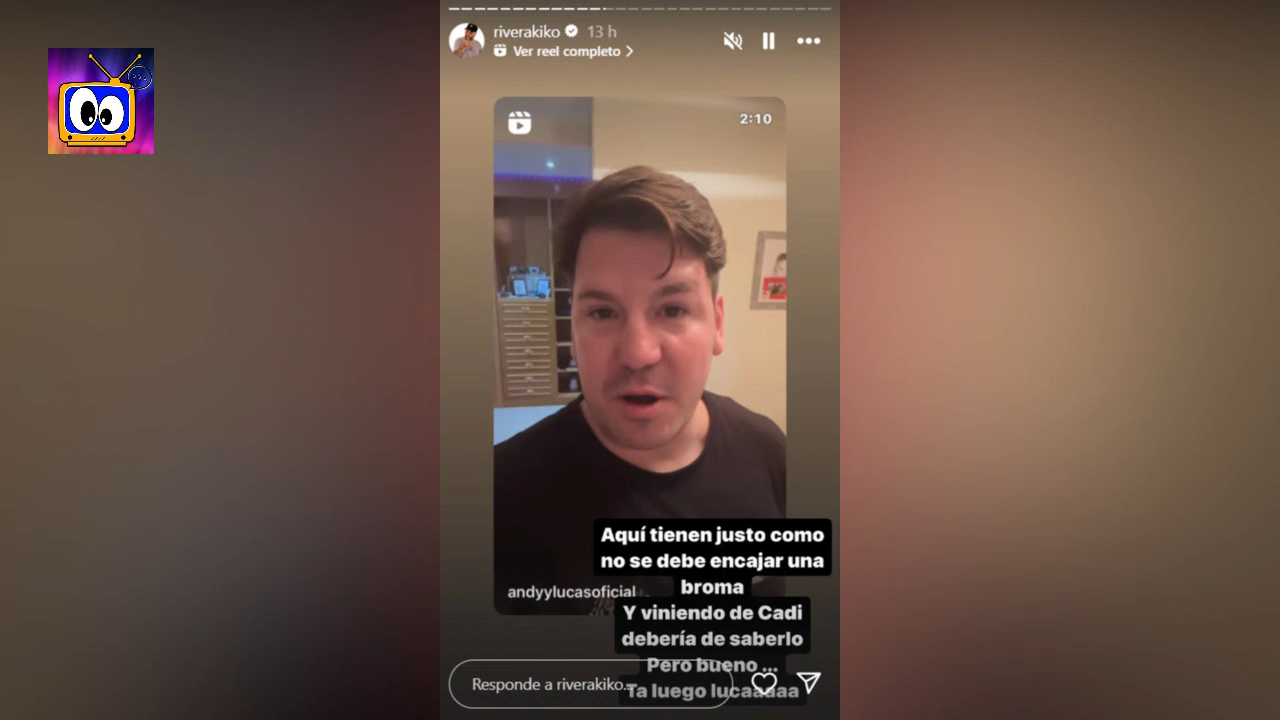 riverakiko 13 h
Ver reel completo
2:10
andyylucasoficial
Aquí tienen justo como
no se debe encajar una
broma
Y viniendo de Cadi
debería de saberlo
Pero bueno ...
Ta luego lucaaaaa
Responde a riverakiko...